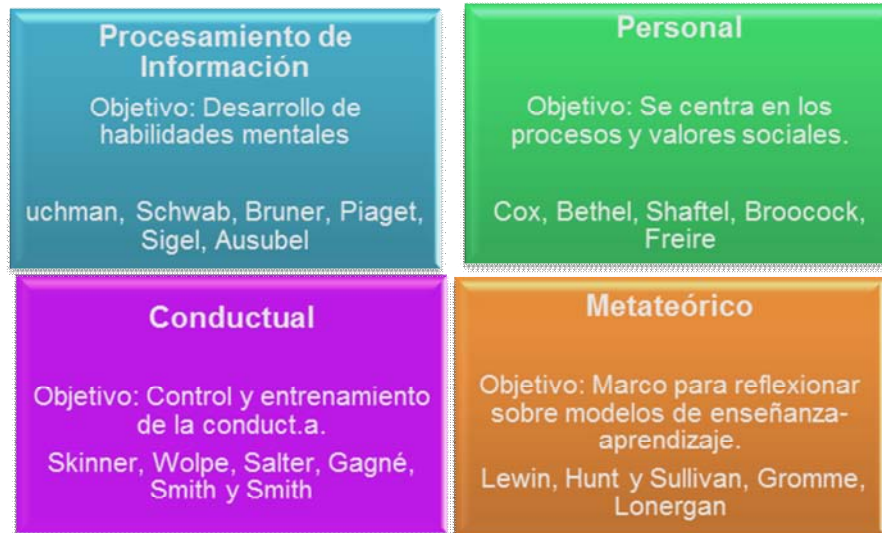 Procesamiento de
Información
Objetivo: Desarrollo de
habilidades mentales
uchman, Schwab, Bruner, Piaget,
Sigel, Ausubel
Personal
Objetivo: Se centra en los
procesos y valores sociales.
Cox, Bethel, Shaftel, Broocock,
Freire
Conductual
Objetivo: Control y entrenamiento
de la conduct.a.
Skinner, Wolpe, Salter, Gagné,
Smith y Smith
Metateórico
Objetivo: Marco para reflexionar
sobre modelos de enseñanza-
aprendizaje.
Lewin, Hunt y Sullivan, Gromme,
Lonergan